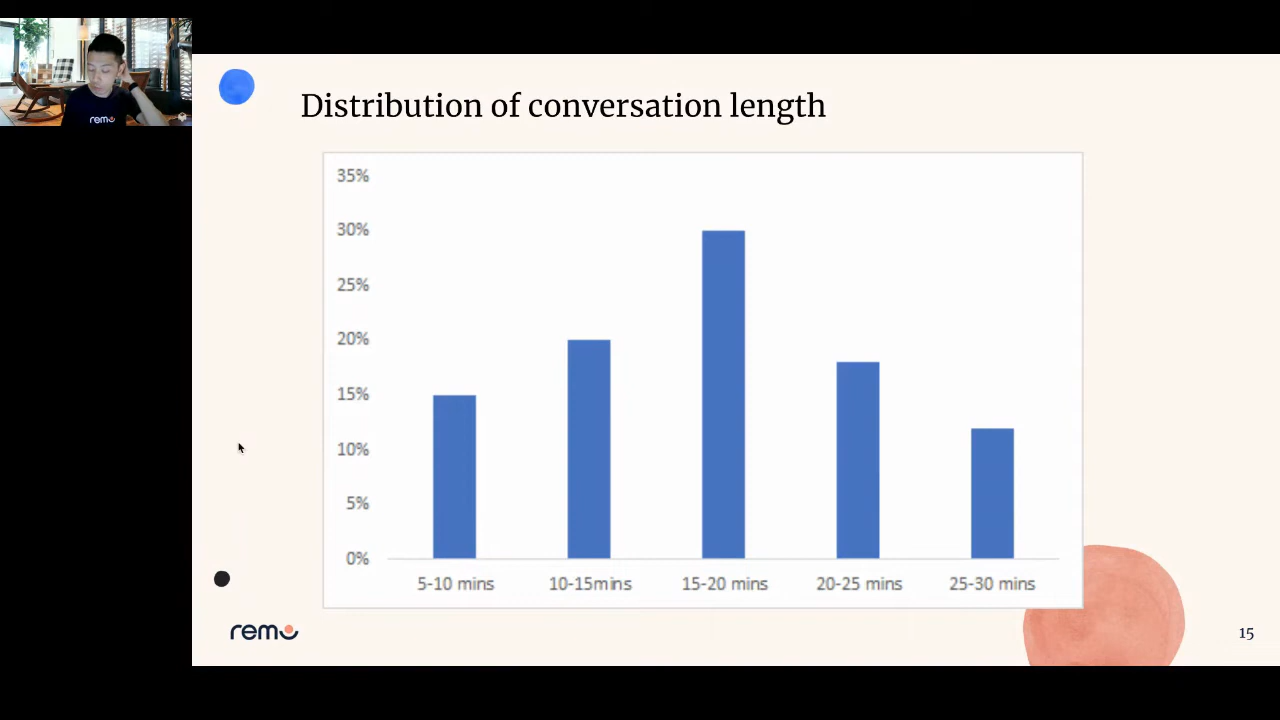 remo
Distribution of conversation length
35%
30%
25%
20%
15%
10%
5%
0%
5-10 mins 10-15mins 15-20 mins 20-25 mins 25-30 mins
remo
15